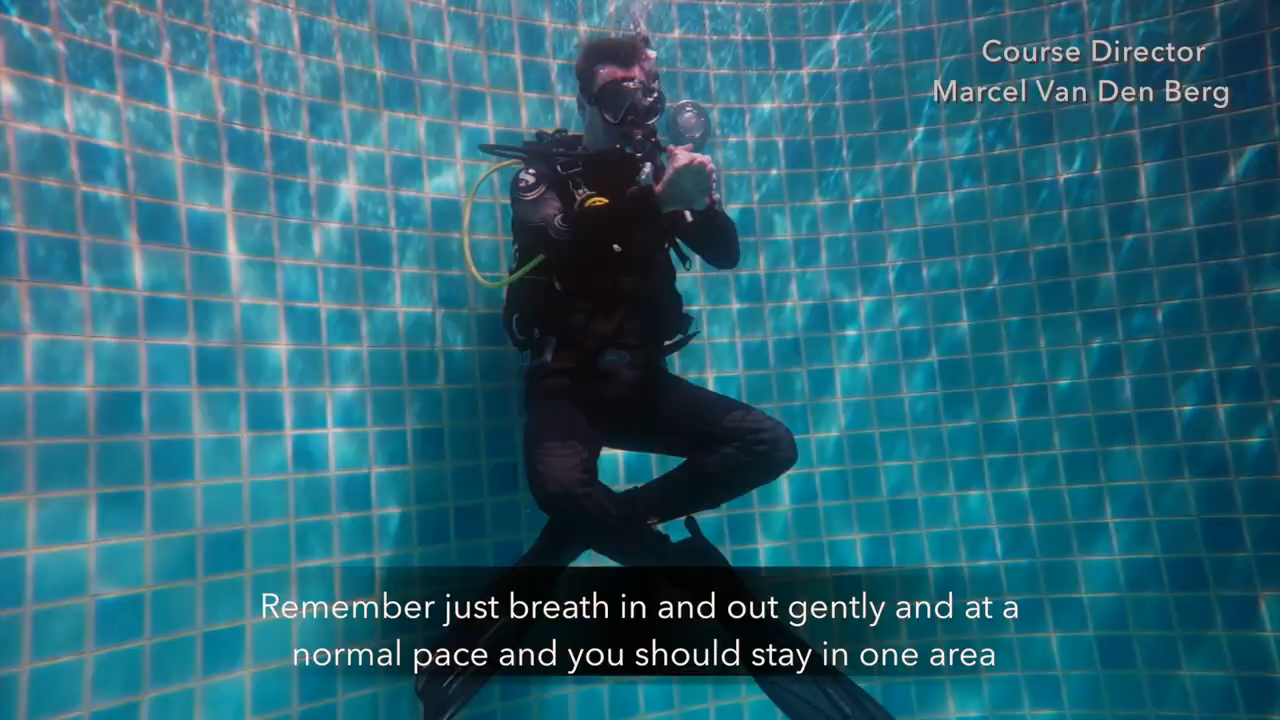 Course Director
Marcel Van Den Berg
Remember just breath in and out gently and at a
normal pace and you should stay in one area